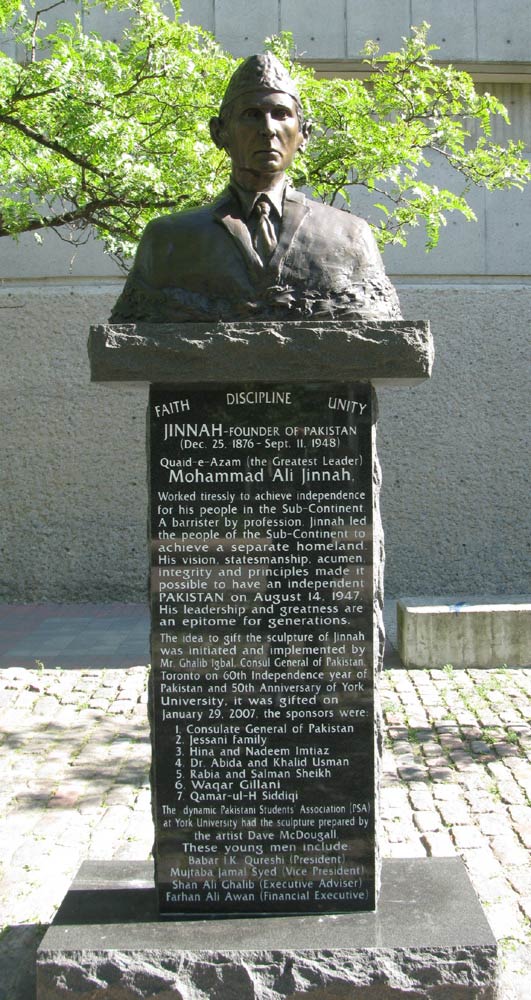 FAITH DISCIPLINE UNITY
JINNAH-FOUNDER OF PAKISTAN
(Dec. 25, 1876 - Sept. 11, 1948)
Quaid-e-Azam (the Greatest Leader)
Mohammad Ali Jinnah,
Worked tiressly to achieve independence
for his people in the Sub-Continent.
A barrister by profession, Jinnah led
the people of the Sub-Continent to
achieve a separate homeland.
His vision, statesmanship, acumen,
integrity and principles made it
possible to have an independent
PAKISTAN on August 14, 1947.
His leadership and greatness are
an epitome for generations.
The idea to gift the sculpture of Jinnah
was initiated and implemented by
Mr. Ghalib Iqbal, Consul General of Pakistan,
Toronto on 60th Independence year of
Pakistan and 50th Anniversary of York
University, it was gifted on
January 29, 2007, the sponsors were:
1. Consulate General of Pakistan
2. Jessani family
3. Hina and Nadeem Imtiaz
4. Dr. Abida and Khalid Usman
5. Rabia and Salman Sheikh
6. Waqar Gillani
7. Qamar-ul-H Siddiqi
The dynamic Pakistani Students' Association (PSA)
at York University had the sculpture prepared by
the artist Dave McDougall.
These young men include
Babar I.K. Qureshi (President)
Mujtaba Jamal Syed (Vice President)
Shan Ali Ghalib (Executive Adviser)
Farhan Ali Awan (Financial Executive)